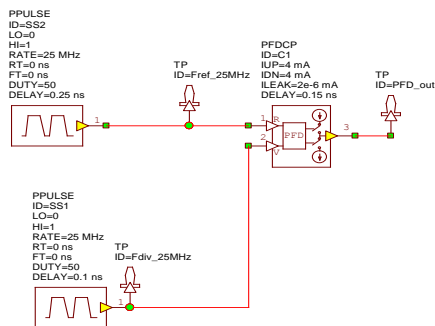 PPULSE
ID=SS2
LO=0
HI=1
RATE=25 MHz
RT=0 ns
FT=0 ns
DUTY=50
DELAY=0.25 ns
1
TP
ID=Fref_25MHz
PFDCP
ID=C1
IUP=4 mA
IDN=4 mA
ILEAK=2e-6 mA
DELAY=0.15 ns
1
R
2
V
PFD
3
TP
ID=PFD_out
PPULSE
ID=SS1
LO=0
HI=1
RATE=25 MHz
RT=0 ns
FT=0 ns
DUTY=50
DELAY=0.1 ns
1
TP
ID=Fdiv_25MHz